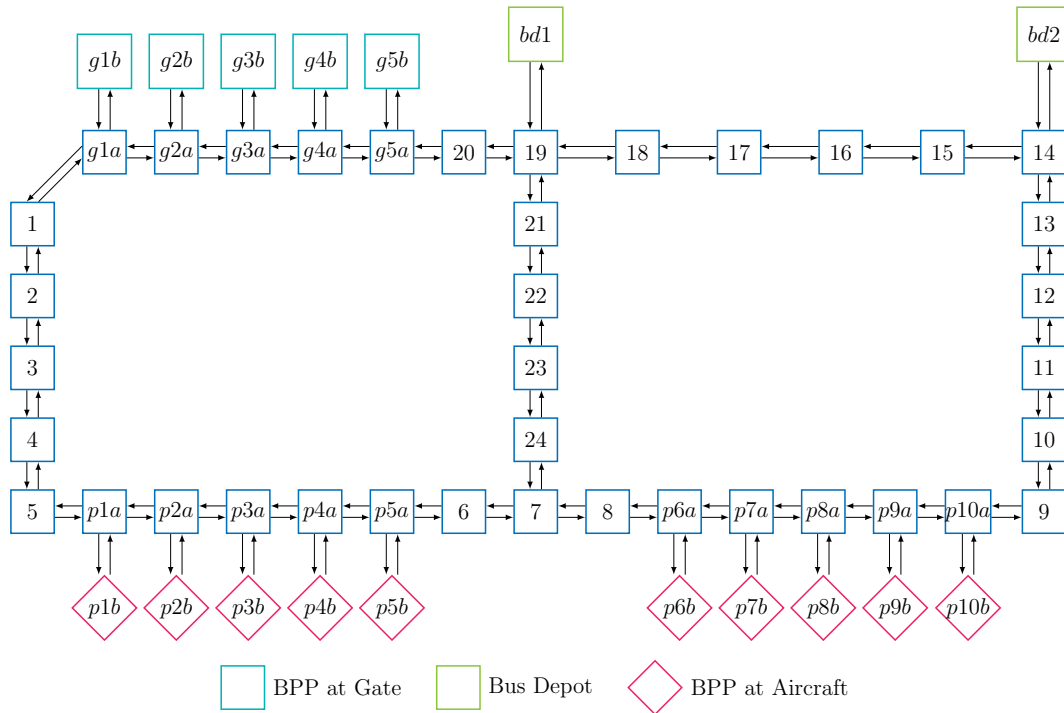 bd1 bd2
g1b g2b g3b g4b g5b
g1a g2a g3a g4a g5a 20 19 18 17 16 15 14
1 21 13
2 22 12
3 23 11
4 24 10
5 p1a p2a p3a p4a p5a 6 7 8 p6a p7a p8a p9a p10a 9
p1b p2b p3b p4b p5b p6b p7b p8b p9b p10b
BPP at Gate Bus Depot BPP at Aircraft